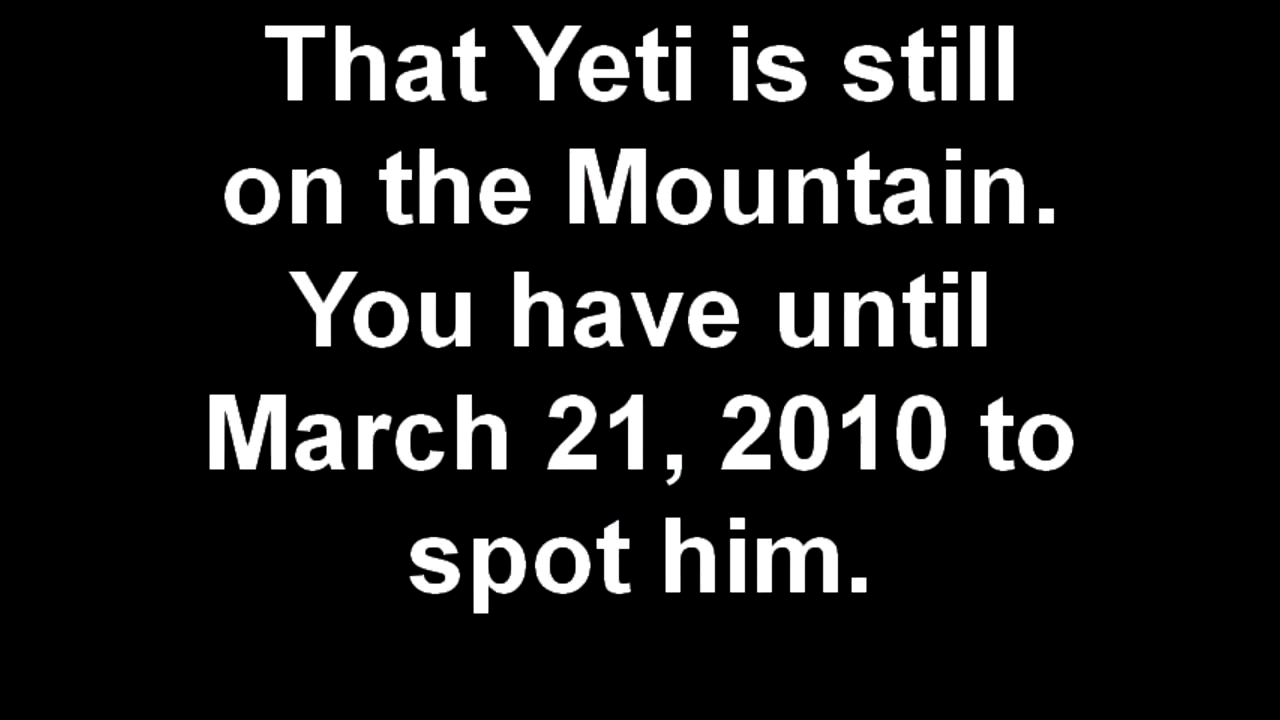 That Yeti is still
on the Mountain.
You have until
March 21, 2010 to
spot him.